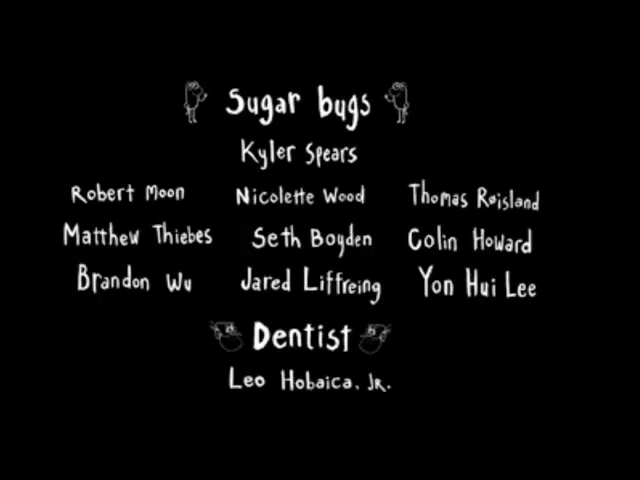 Sugar bugs
Kyler Spears
Robert Moon Nicolette Wood Thomas Røisland
Matthew Thiebes Seth Boyden Colin Howard
Brandon Wu Jared Liffreing Yon Hui Lee
Dentist
Leo Hobaica, Jr.